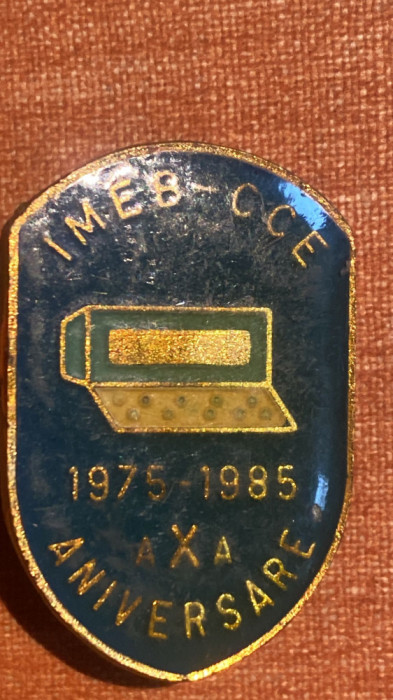 IMEB-CCE
1975-1985
A X A
ANIVERSARE